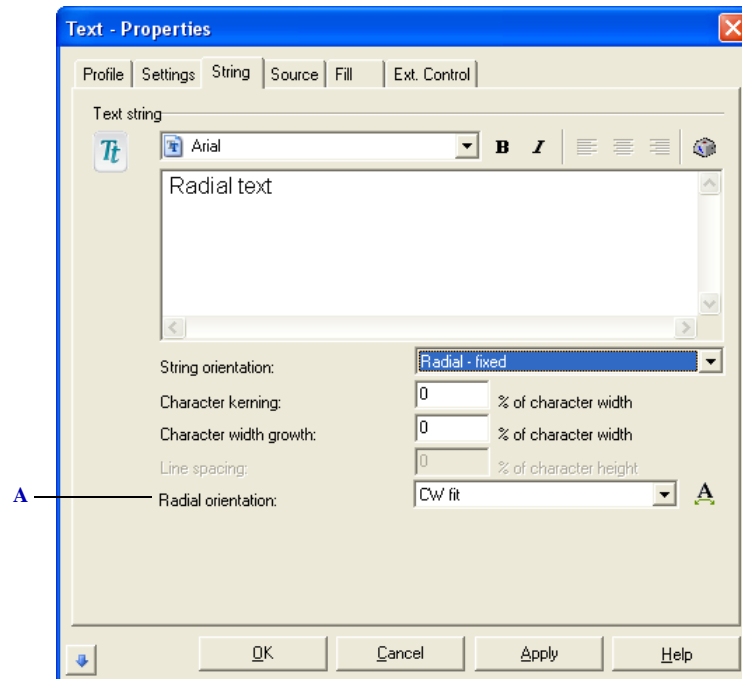 Text - Properties
Profile Settings String Source Fill Ext. Control
Text string
Tt Tr Arial B I
Radial text
String orientation: Radial - fixed
Character kerning: 0 % of character width
Character width growth: 0 % of character width
Line spacing: 0 % of character height
A Radial orientation: CW fit A
OK Cancel Apply Help